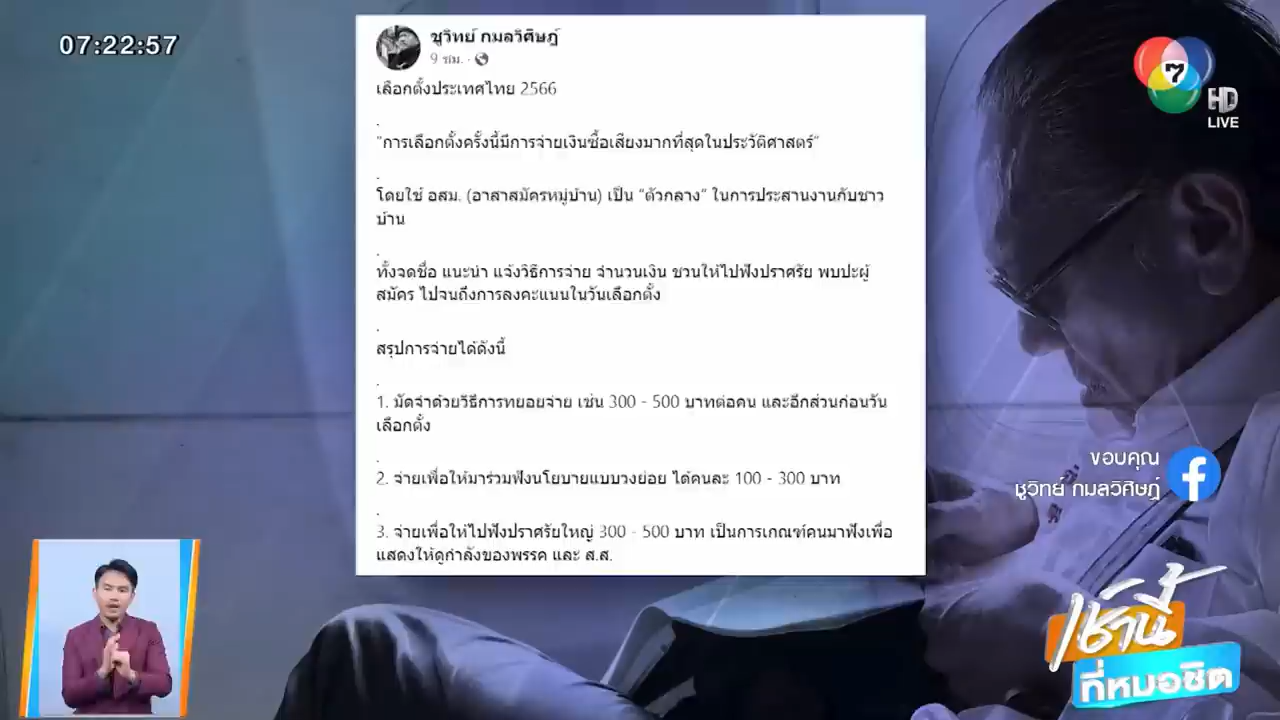 07:22:57
ชูวิทย์ กมลวิศิษฎ์
9 ชม. ·
เลือกตั้งประเทศไทย 2566
.
"การเลือกตั้งครั้งนี้มีการจ่ายเงินซื้อเสียงมากที่สุดในประวัติศาสตร์"
.
โดยใช้ อสม. (อาสาสมัครหมู่บ้าน) เป็น "ตัวกลาง" ในการประสานงานกับชาว
บ้าน
.
ทั้งจดชื่อ แนะนำ แจ้งวิธีการจ่าย จำนวนเงิน ชวนให้ไปฟังปราศรัย พบปะผู้
สมัคร ไปจนถึงการลงคะแนนในวันเลือกตั้ง
.
สรุปการจ่ายได้ดังนี้
.
1. มัดจำด้วยวิธีการทยอยจ่าย เช่น 300 - 500 บาทต่อคน และอีกส่วนก่อนวัน
เลือกตั้ง
.
2. จ่ายเพื่อให้มาร่วมฟังนโยบายแบบวงย่อย ได้คนละ 100 - 300 บาท
.
3. จ่ายเพื่อให้ไปฟังปราศรัยใหญ่ 300 - 500 บาท เป็นการเกณฑ์คนมาฟังเพื่อ
แสดงให้ดูกำลังของพรรค และ ส.ส.
7
HD
LIVE
ขอบคุณ
ชูวิทย์ กมลวิศิษฎ์
f
เช้านี้
ที่หมอชิต